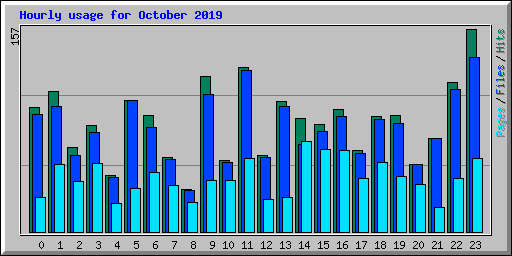 Hourly usage for October 2019
157
Pages/Files/Hits
0 1 2 3 4 5 6 7 8 9 10 11 12 13 14 15 16 17 18 19 20 21 22 23